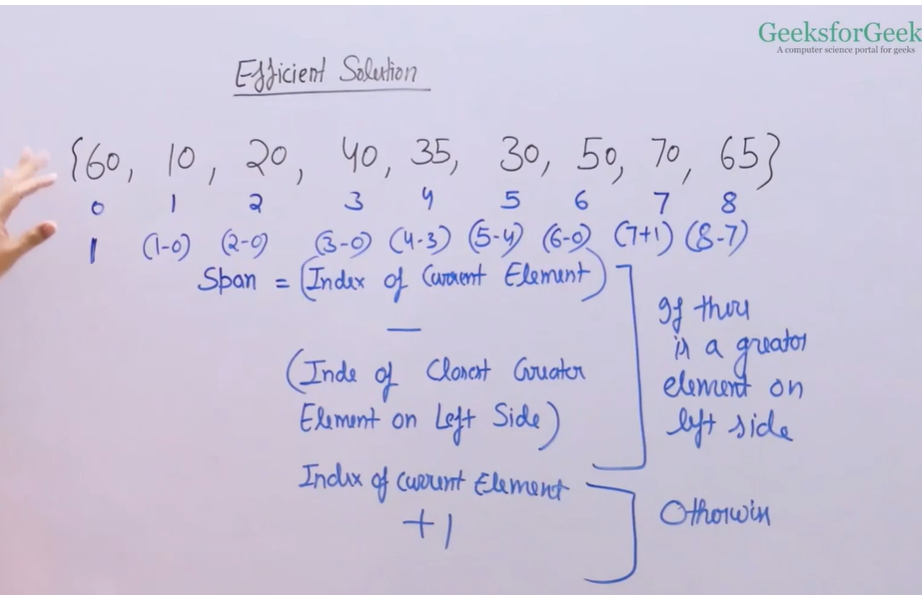 GeeksforGeek
A computer science portal for geeks
Efficient Solution
{60, 10, 20, 40, 35, 30, 50, 70, 65}
0 1 2 3 4 5 6 7 8
1 (1-0) (2-0) (3-0) (4-3) (5-4) (6-0) (7+1) (8-7)
Span = (Index of Current Element)
—
(Inde of Closest Greater
Element on Left Side)
If there
is a greater
element on
left side
Index of Current Element
+1
Otherwise